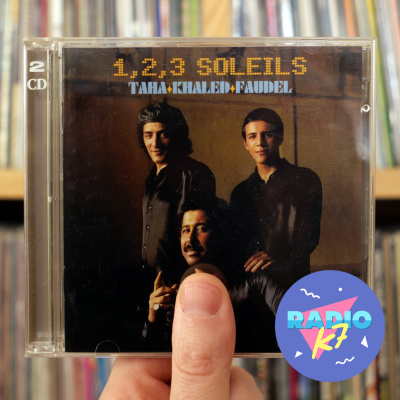 2
CD
1,2,3 SOLEILS
TAHA✦KHALED✦FAUDEL
RADIO
K7